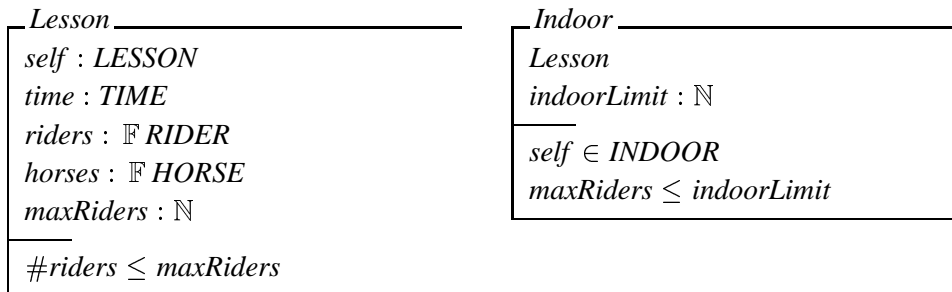 Lesson
self : LESSON
time : TIME
riders : 𝔽 RIDER
horses : 𝔽 HORSE
maxRiders : ℕ
#riders ≤ maxRiders
Indoor
Lesson
indoorLimit : ℕ
self ∈ INDOOR
maxRiders ≤ indoorLimit